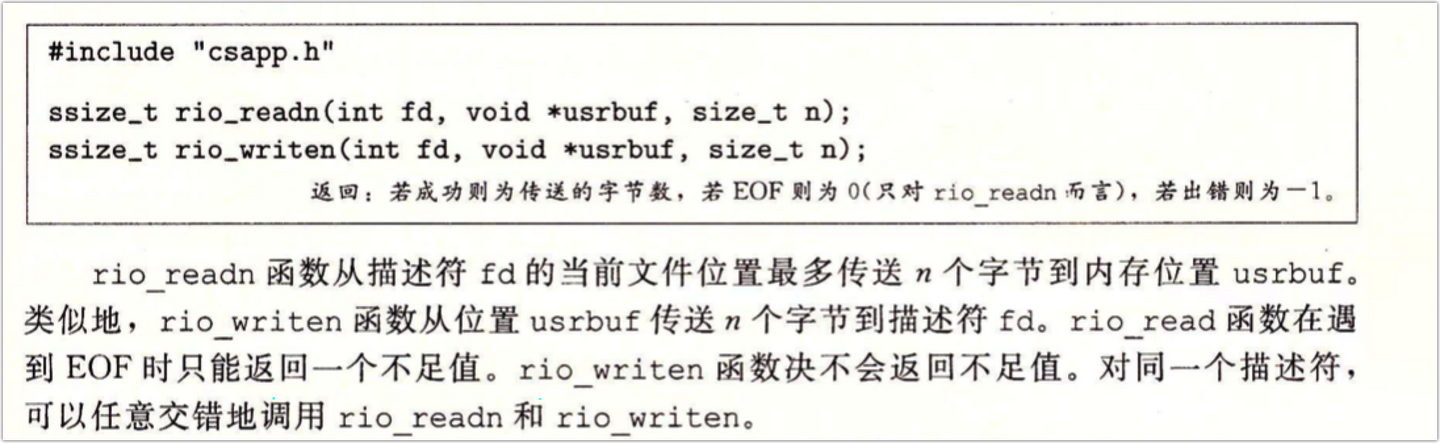 #include "csapp.h"
ssize_t rio_readn(int fd, void *usrbuf, size_t n);
ssize_t rio_writen(int fd, void *usrbuf, size_t n);
返回：若成功则为传送的字节数，若 EOF 则为 0(只对 rio_readn 而言)，若出错则为－1。
rio_readn 函数从描述符 fd 的当前文件位置最多传送 n 个字节到内存位置 usrbuf。
类似地，rio_writen 函数从位置 usrbuf 传送 n 个字节到描述符 fd。rio_read 函数在遇
到 EOF 时只能返回一个不足值。rio_writen 函数决不会返回不足值。对同一个描述符，
可以任意交错地调用 rio_readn 和 rio_writen。